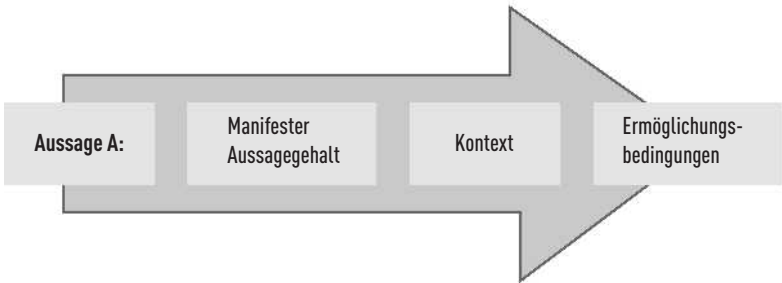 Aussage A:
Manifester
Aussagegehalt
Kontext
Ermöglichungs-
bedingungen